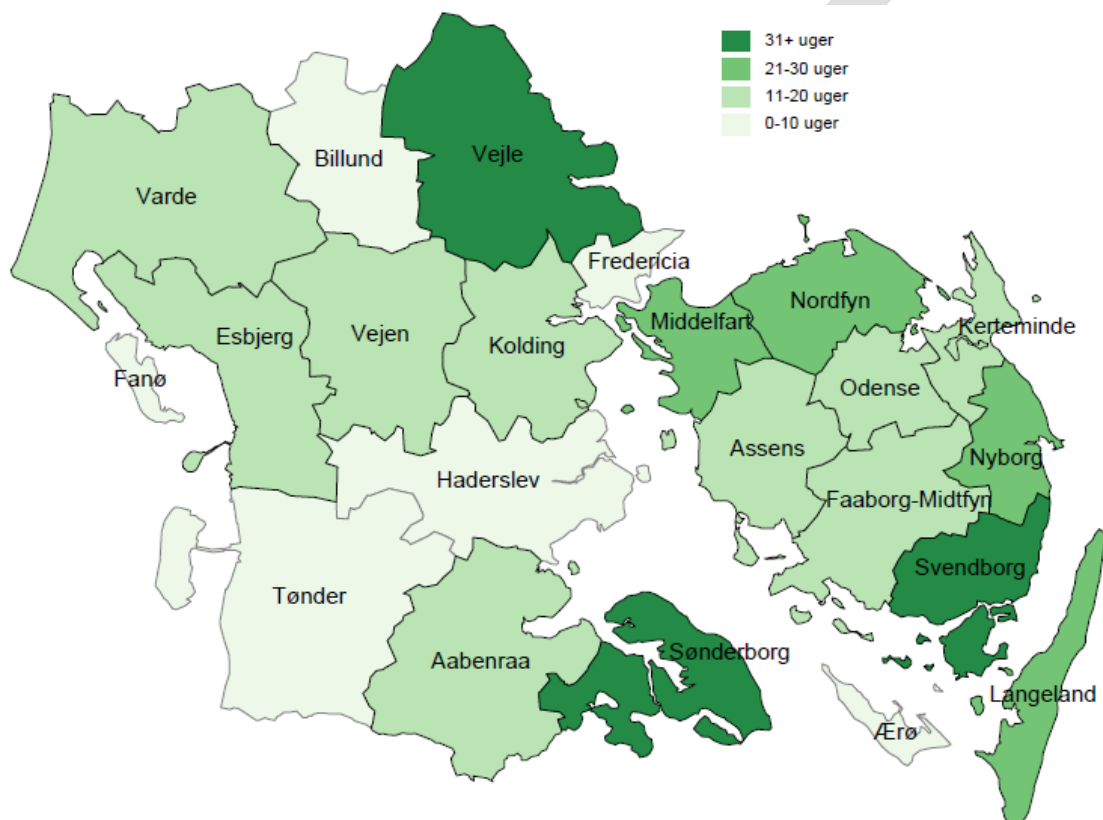 31+ uger
21-30 uger
11-20 uger
0-10 uger
Billund
Vejle
Varde
Fredericia
Nordfyn
Middelfart
Kerteminde
Esbjerg
Vejen
Kolding
Fanø
Odense
Assens
Nyborg
Haderslev
Faaborg-Midtfyn
Svendborg
Tønder
Sønderborg
Aabenraa
Langeland
Ærø